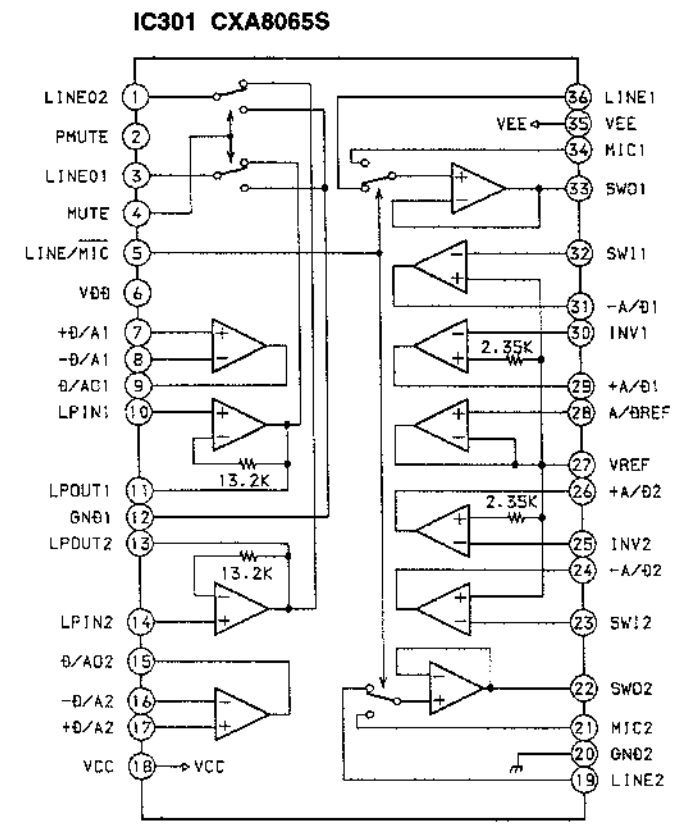 IC301 CXA8065S
LINEO2 1
PMUTE 2
LINEO1 3
MUTE 4
LINE/MIC 5
VDD 6
+D/A1 7
-D/A1 8
D/AO1 9
LPIN1 10
LPOUT1 11
GND1 12
LPOUT2 13
LPIN2 14
D/AO2 15
-D/A2 16
+D/A2 17
VCC 18 VCC
13.2K
13.2K
36 LINE1
VEE 35 VEE
34 MIC1
33 SWO1
32 SWI1
31 -A/D1
30 INV1
2.35K
29 +A/D1
28 A/DREF
27 VREF
26 +A/D2
2.35K
25 INV2
24 -A/D2
23 SWI2
22 SWO2
21 MIC2
20 GND2
19 LINE2
+
-
-
+
-
+
+
-
+
-
-
+
+
-
+
-
-
+
-
+
-
+